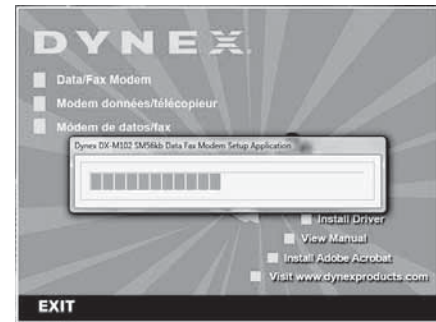 DYNEX
Data/Fax Modem
Modem données/télécopieur
Módem de datos/fax
Dynex DX-M102 SM56kb Data Fax Modem Setup Application
Install Driver
View Manual
Install Adobe Acrobat
Visit www.dynexproducts.com
EXIT